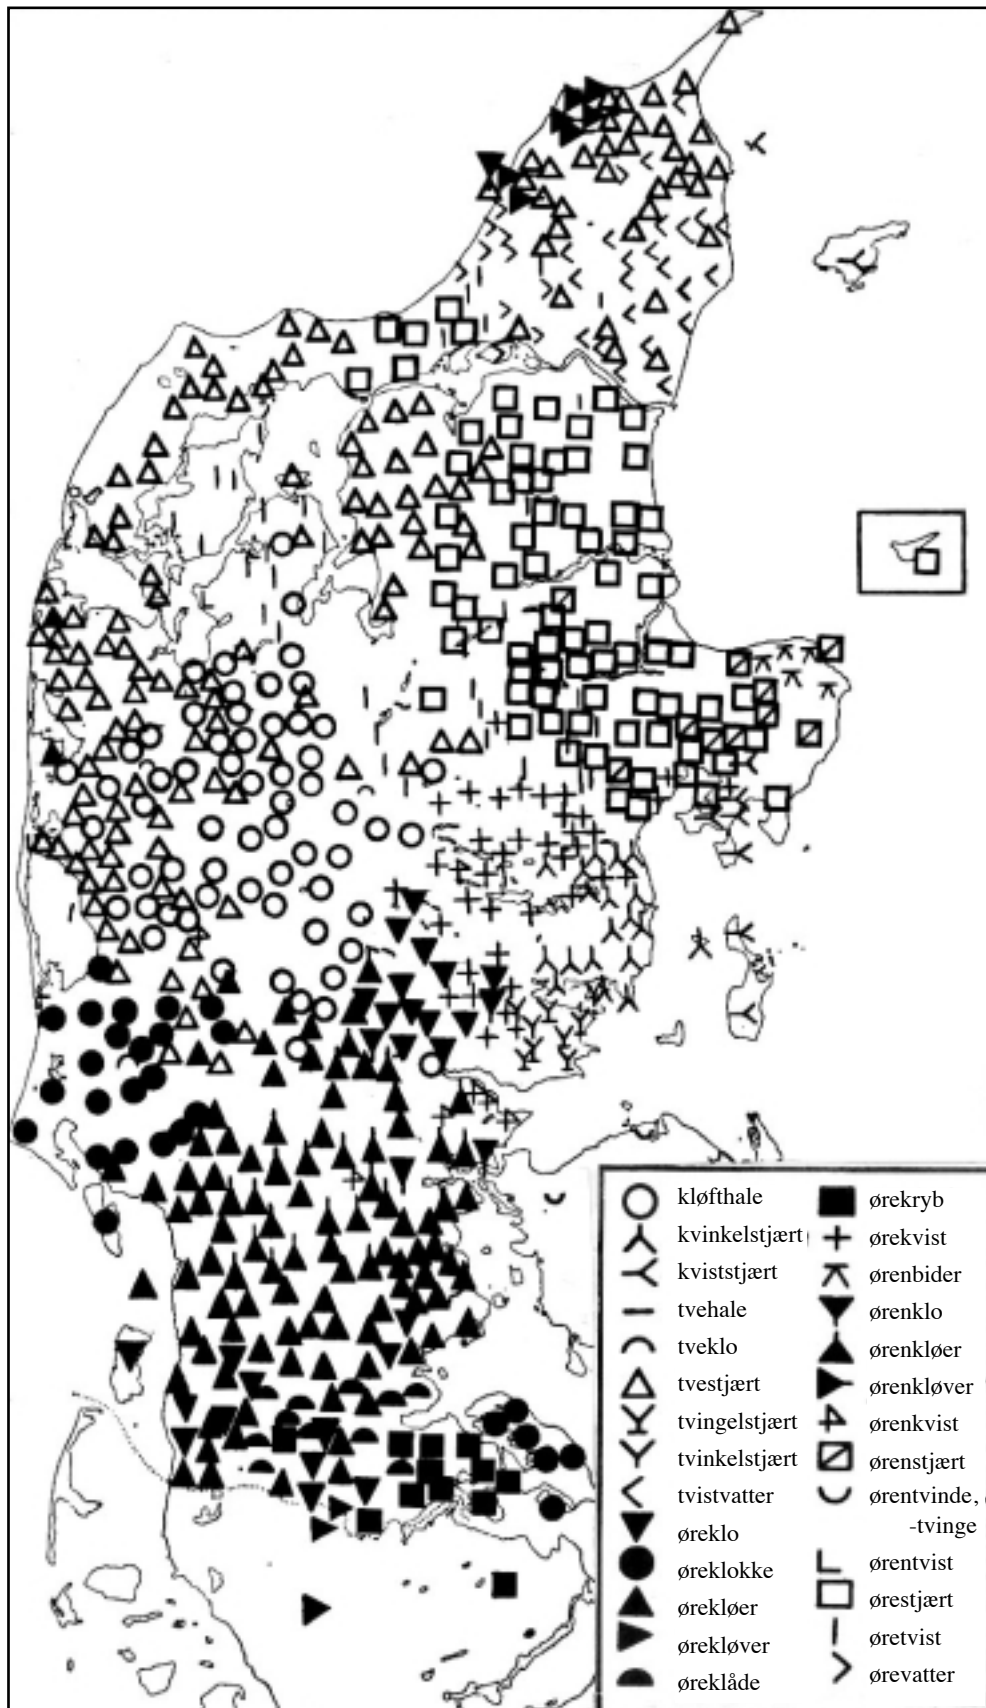 kløfthale
kvinkelstjært
kviststjært
tvehale
tveklo
tvestjært
tvingelstjært
tvinkelstjært
tvistvatter
øreklo
øreklokke
ørekløer
ørekløver
øreklåde
ørekryb
ørekvist
ørenbider
ørenklo
ørenkløer
ørenkløver
ørenkvist
ørenstjært
ørentvinde,
-tvinge
ørentvist
ørestjært
øretvist
ørevatter